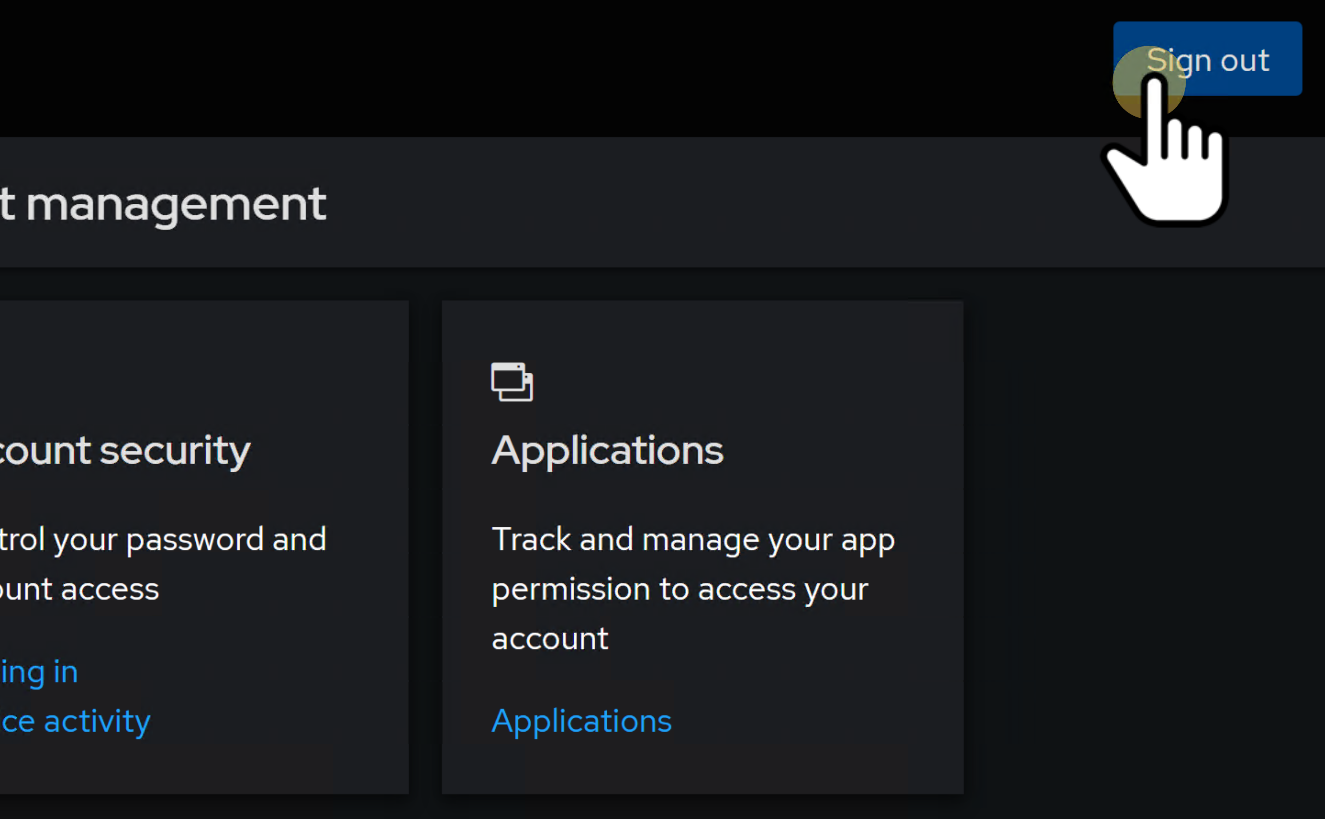 Sign out
t management
count security
trol your password and
ount access
ing in
ce activity
Applications
Track and manage your app
permission to access your
account
Applications